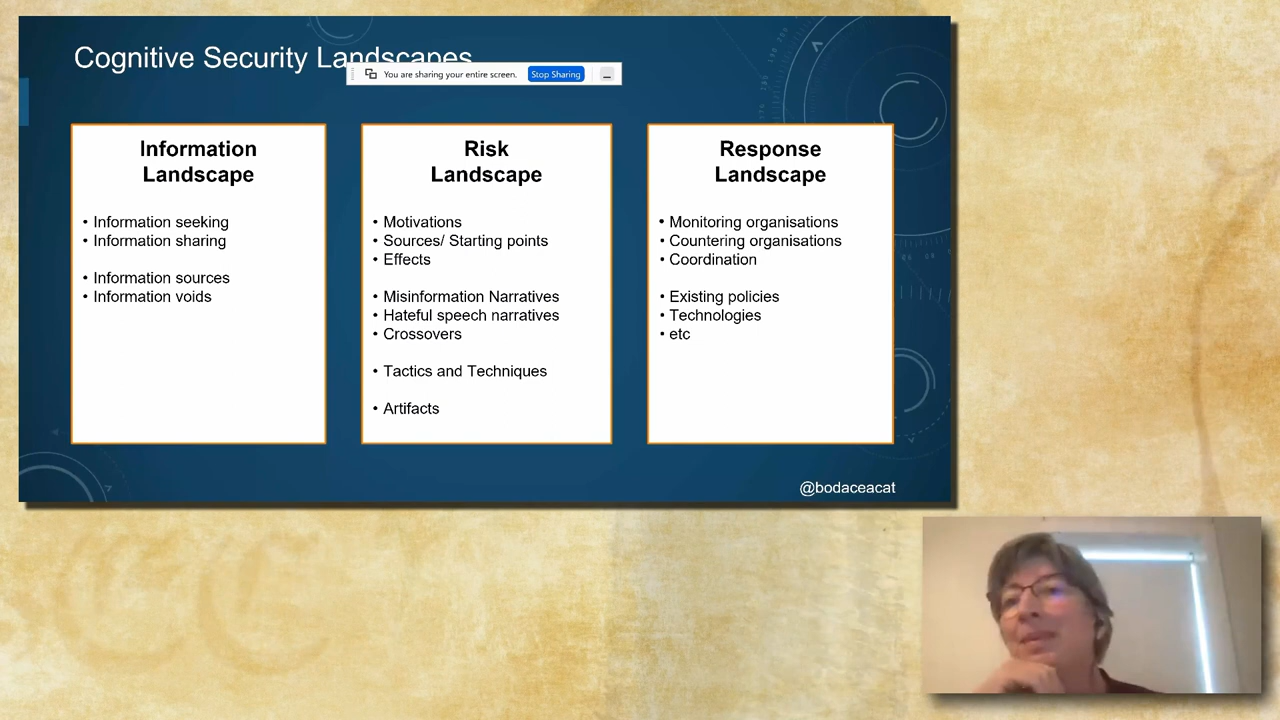 Cognitive Security Landscapes
You are sharing your entire screen.
Stop Sharing
Information
Landscape
• Information seeking
• Information sharing
• Information sources
• Information voids
Risk
Landscape
• Motivations
• Sources/ Starting points
• Effects
• Misinformation Narratives
• Hateful speech narratives
• Crossovers
• Tactics and Techniques
• Artifacts
Response
Landscape
• Monitoring organisations
• Countering organisations
• Coordination
• Existing policies
• Technologies
• etc
@bodaceacat